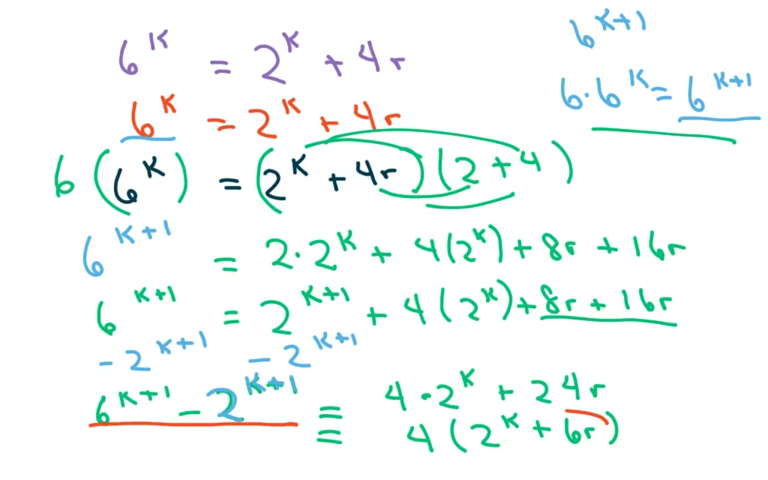 6^K = 2^K + 4r
6^K = 2^K + 4r
6(6^K) = (2^K + 4r)(2+4)
6^{K+1} = 2·2^K + 4(2^K) + 8r + 16r
6^{K+1} = 2^{K+1} + 4(2^K) + 8r + 16r
-2^{K+1} -2^{K+1}
6^{K+1} - 2^{K+1} ≡ 4·2^K + 24r
≡ 4(2^K + 6r)
6^{K+1}
6·6^K = 6^{K+1}